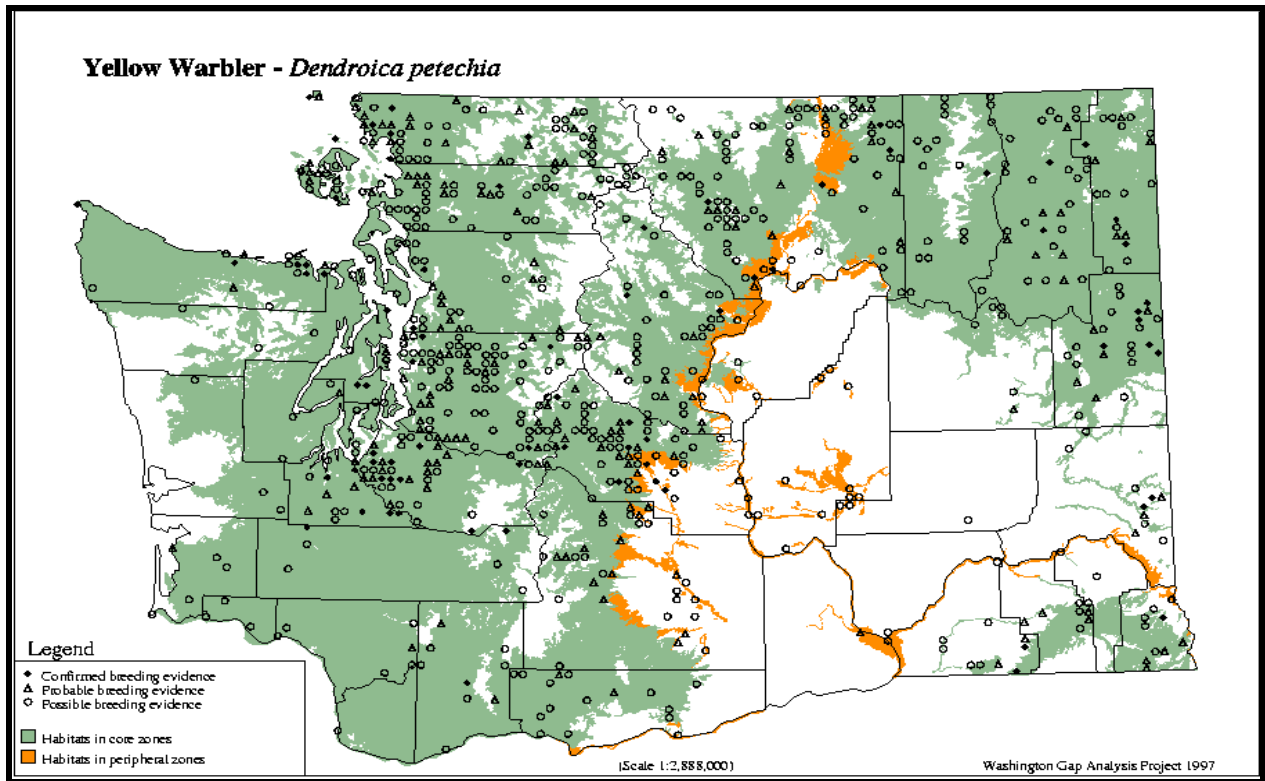 Yellow Warbler - Dendroica petechia
Legend
Confirmed breeding evidence
Probable breeding evidence
Possible breeding evidence
Habitats in core zones
Habitats in peripheral zones
(Scale 1:2,888,000)
Washington Gap Analysis Project 1997